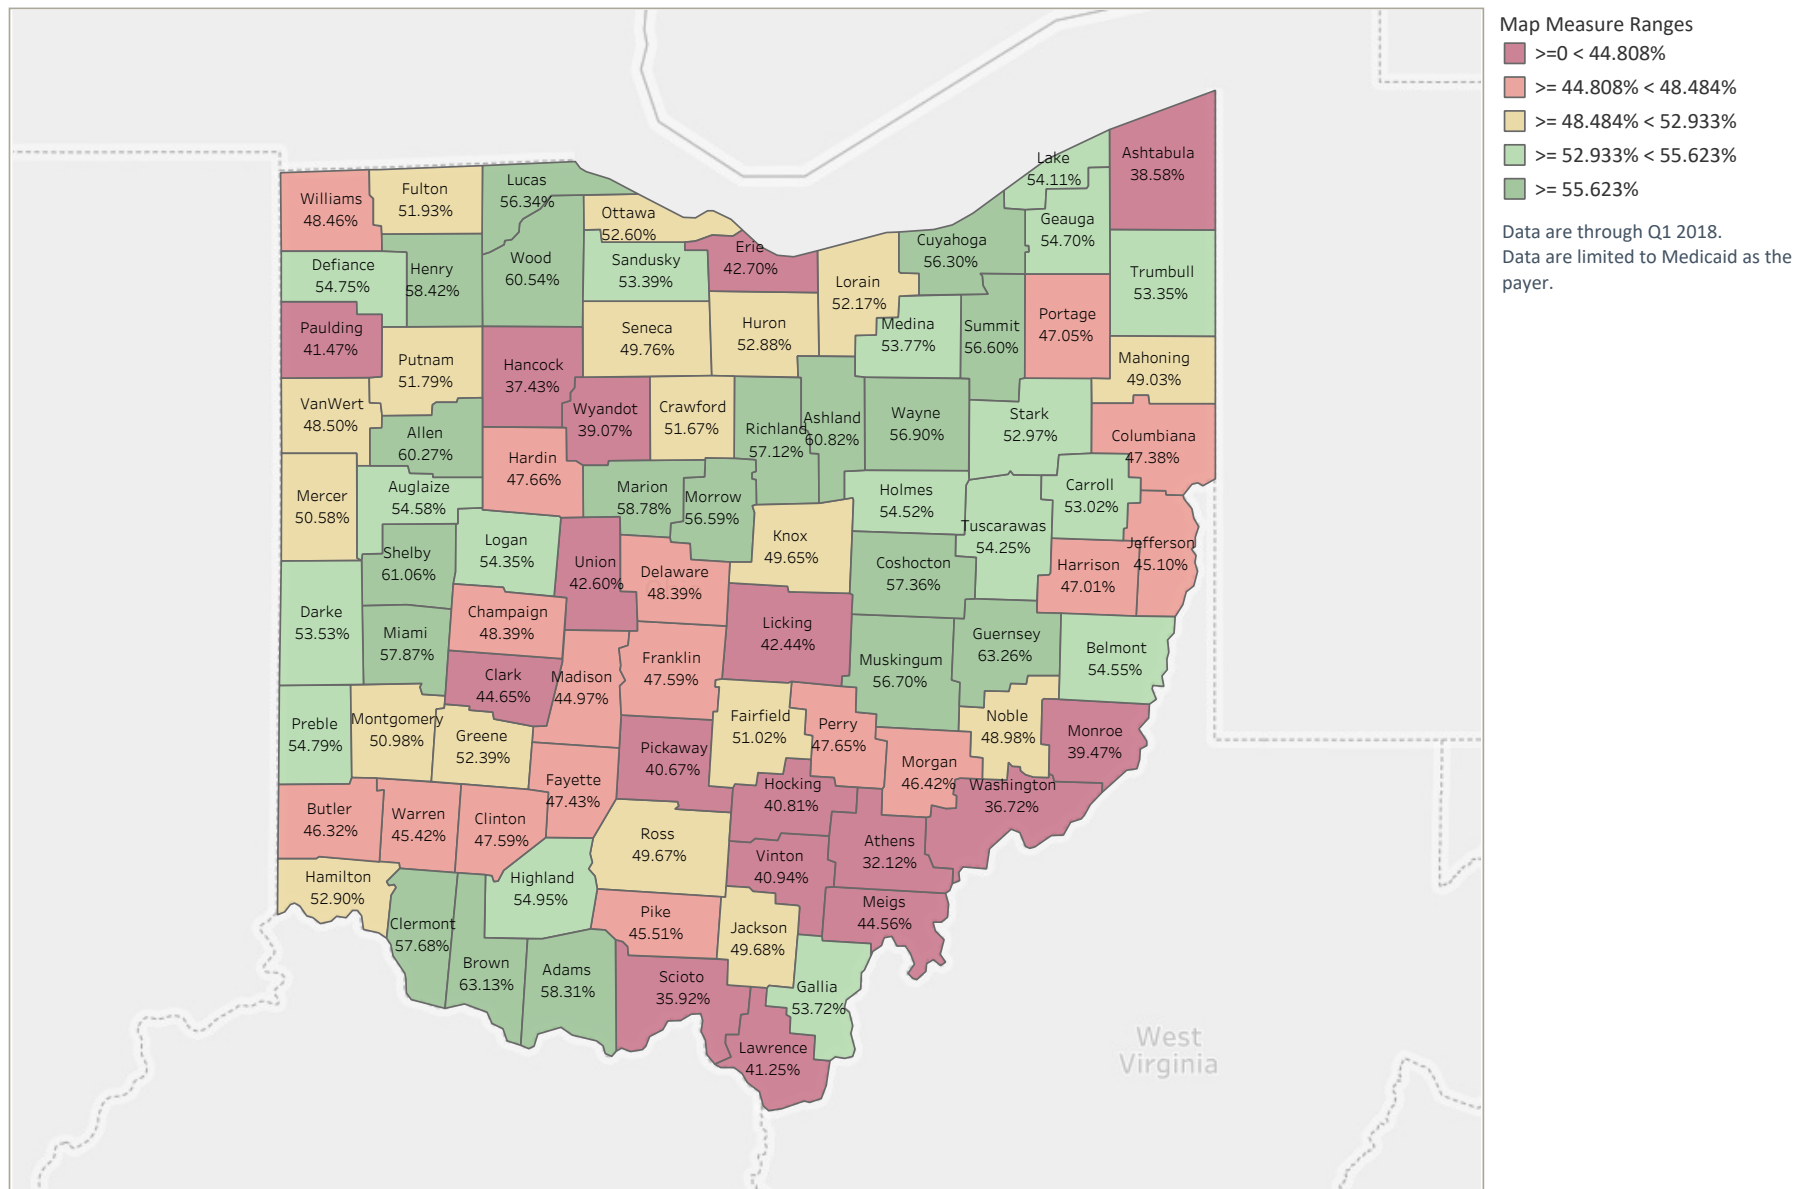 Map Measure Ranges
>=0 < 44.808%
>= 44.808% < 48.484%
>= 48.484% < 52.933%
>= 52.933% < 55.623%
>= 55.623%
Data are through Q1 2018.
Data are limited to Medicaid as the
payer.
Williams
48.46%
Fulton
51.93%
Lucas
56.34%
Ottawa
52.60%
Lake
54.11%
Ashtabula
38.58%
Defiance
54.75%
Henry
58.42%
Wood
60.54%
Sandusky
53.39%
Erie
42.70%
Lorain
52.17%
Cuyahoga
56.30%
Geauga
54.70%
Trumbull
53.35%
Paulding
41.47%
Putnam
51.79%
Hancock
37.43%
Seneca
49.76%
Huron
52.88%
Medina
53.77%
Summit
56.60%
Portage
47.05%
Mahoning
49.03%
VanWert
48.50%
Allen
60.27%
Wyandot
39.07%
Crawford
51.67%
Richland
57.12%
Ashland
60.82%
Wayne
56.90%
Stark
52.97%
Columbiana
47.38%
Mercer
50.58%
Auglaize
54.58%
Hardin
47.66%
Marion
58.78%
Morrow
56.59%
Holmes
54.52%
Carroll
53.02%
Tuscarawas
54.25%
Jefferson
45.10%
Shelby
61.06%
Logan
54.35%
Union
42.60%
Delaware
48.39%
Knox
49.65%
Coshocton
57.36%
Harrison
47.01%
Darke
53.53%
Miami
57.87%
Champaign
48.39%
Licking
42.44%
Guernsey
63.26%
Belmont
54.55%
Clark
44.65%
Madison
44.97%
Franklin
47.59%
Muskingum
56.70%
Preble
54.79%
Montgomery
50.98%
Greene
52.39%
Pickaway
40.67%
Fairfield
51.02%
Perry
47.65%
Noble
48.98%
Monroe
39.47%
Morgan
46.42%
Washington
36.72%
Butler
46.32%
Warren
45.42%
Clinton
47.59%
Fayette
47.43%
Hocking
40.81%
Ross
49.67%
Vinton
40.94%
Athens
32.12%
Hamilton
52.90%
Highland
54.95%
Clermont
57.68%
Pike
45.51%
Jackson
49.68%
Meigs
44.56%
Brown
63.13%
Adams
58.31%
Scioto
35.92%
Gallia
53.72%
Lawrence
41.25%
West
Virginia